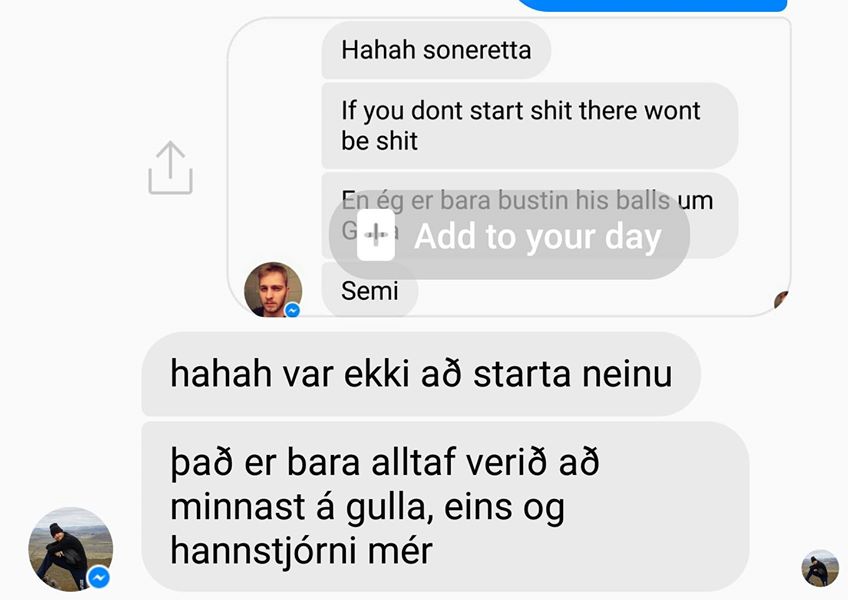 Hahah soneretta
If you dont start shit there wont
be shit
En ég er bara bustin his balls um
Add to your day
Semi
hahah var ekki að starta neinu
það er bara alltaf verið að
minnast á gulla, eins og
hannstjórni mér